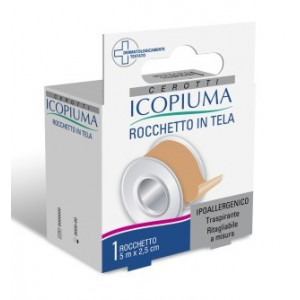 DERMATOLOGICAMENTE
TESTATO
CEROTTI
ICOPIUMA
ROCCHETTO IN TELA
IPOALLERGENICO
Traspirante
Ritagliabile
a misura
1 ROCCHETTO
5 m x 2,5 cm